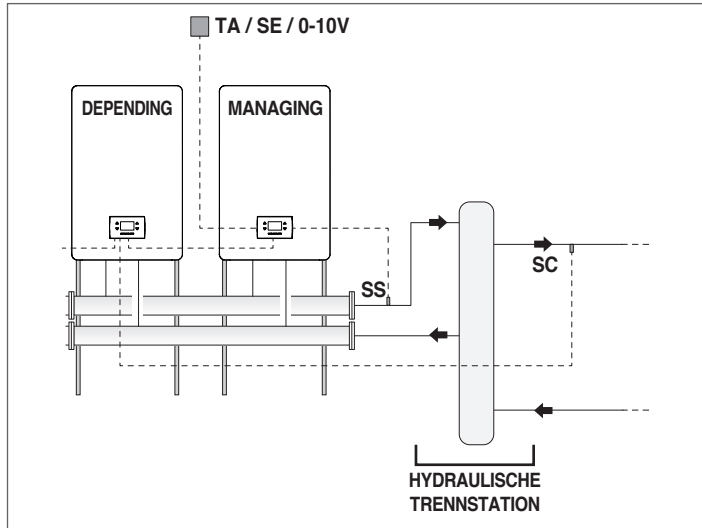 TA / SE / 0-10V
DEPENDING
MANAGING
SS
SC
HYDRAULISCHE
TRENNSTATION